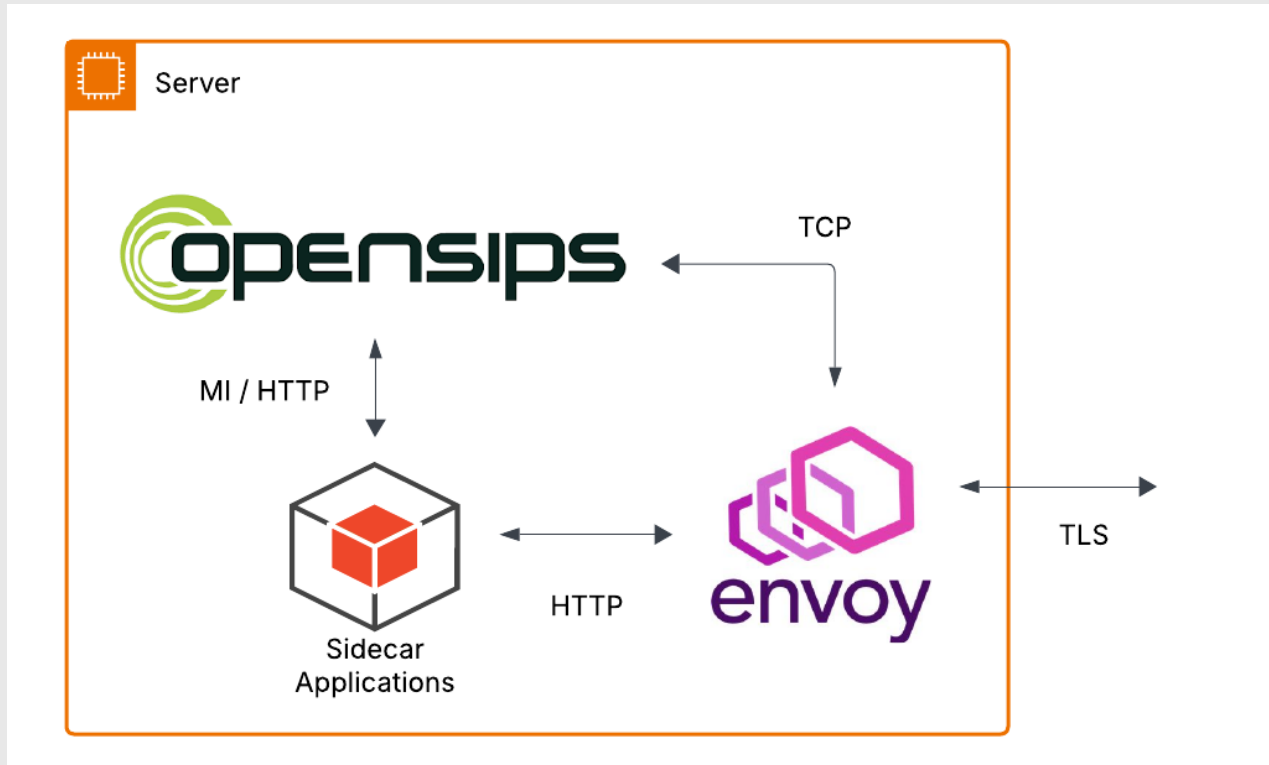 Server
TCP
opensips
MI / HTTP
TLS
HTTP
envoy
Sidecar
Applications